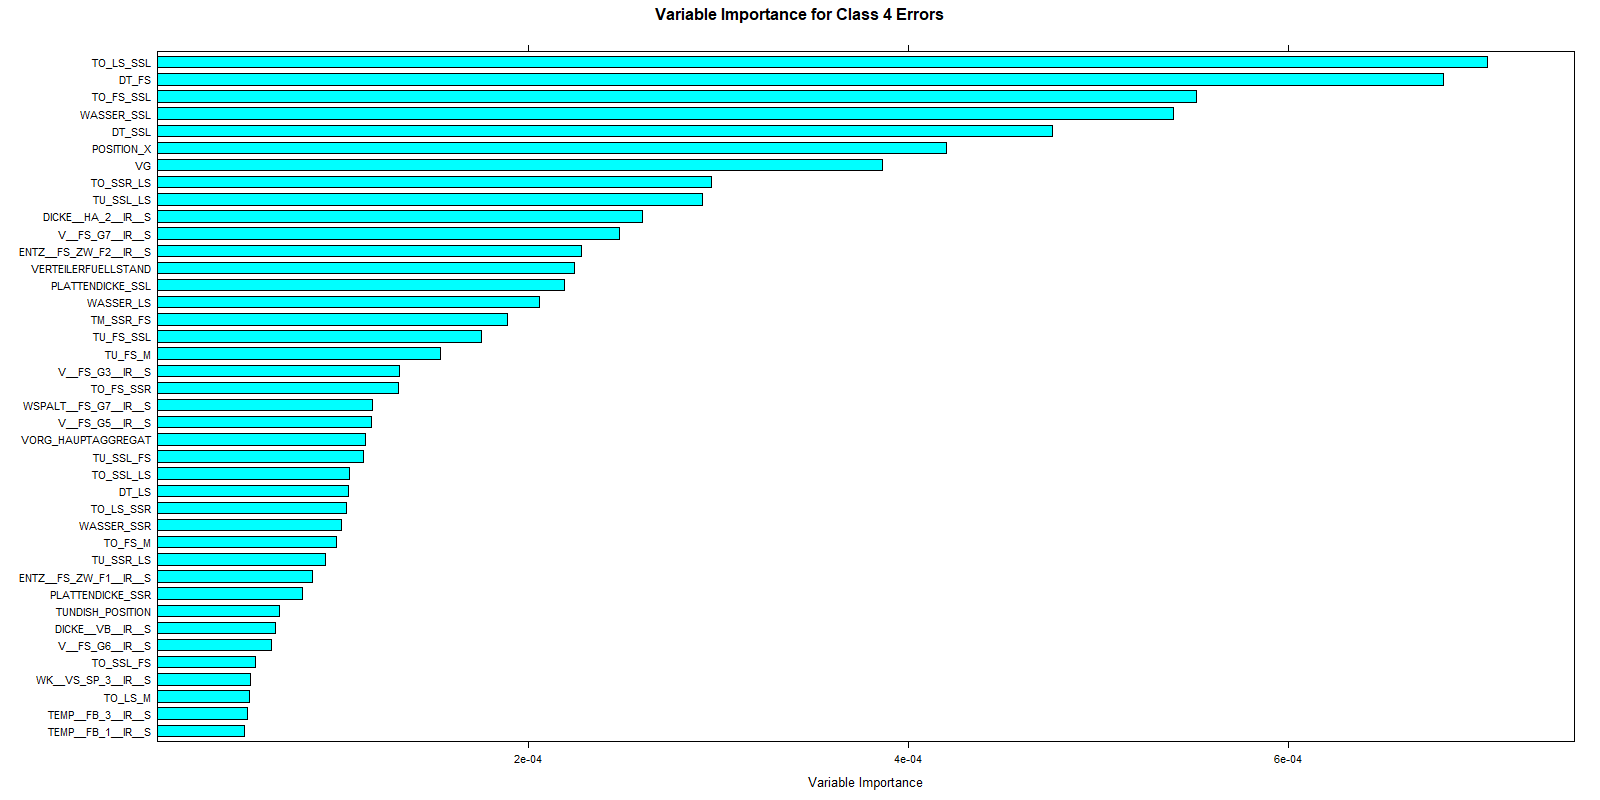 Variable Importance for Class 4 Errors
TO_LS_SSL
DT_FS
TO_FS_SSL
WASSER_SSL
DT_SSL
POSITION_X
VG
TO_SSR_LS
TU_SSL_LS
DICKE__HA_2__IR__S
V__FS_G7__IR__S
ENTZ__FS_ZW_F2__IR__S
VERTEILERFUELLSTAND
PLATTENDICKE_SSL
WASSER_LS
TM_SSR_FS
TU_FS_SSL
TU_FS_M
V__FS_G3__IR__S
TO_FS_SSR
WSPALT__FS_G7__IR__S
V__FS_G5__IR__S
VORG_HAUPTAGGREGAT
TU_SSL_FS
TO_SSL_LS
DT_LS
TO_LS_SSR
WASSER_SSR
TO_FS_M
TU_SSR_LS
ENTZ__FS_ZW_F1__IR__S
PLATTENDICKE_SSR
TUNDISH_POSITION
DICKE__VB__IR__S
V__FS_G6__IR__S
TO_SSL_FS
WK__VS_SP_3__IR__S
TO_LS_M
TEMP__FB_3__IR__S
TEMP__FB_1__IR__S
2e-04 4e-04 6e-04
Variable Importance